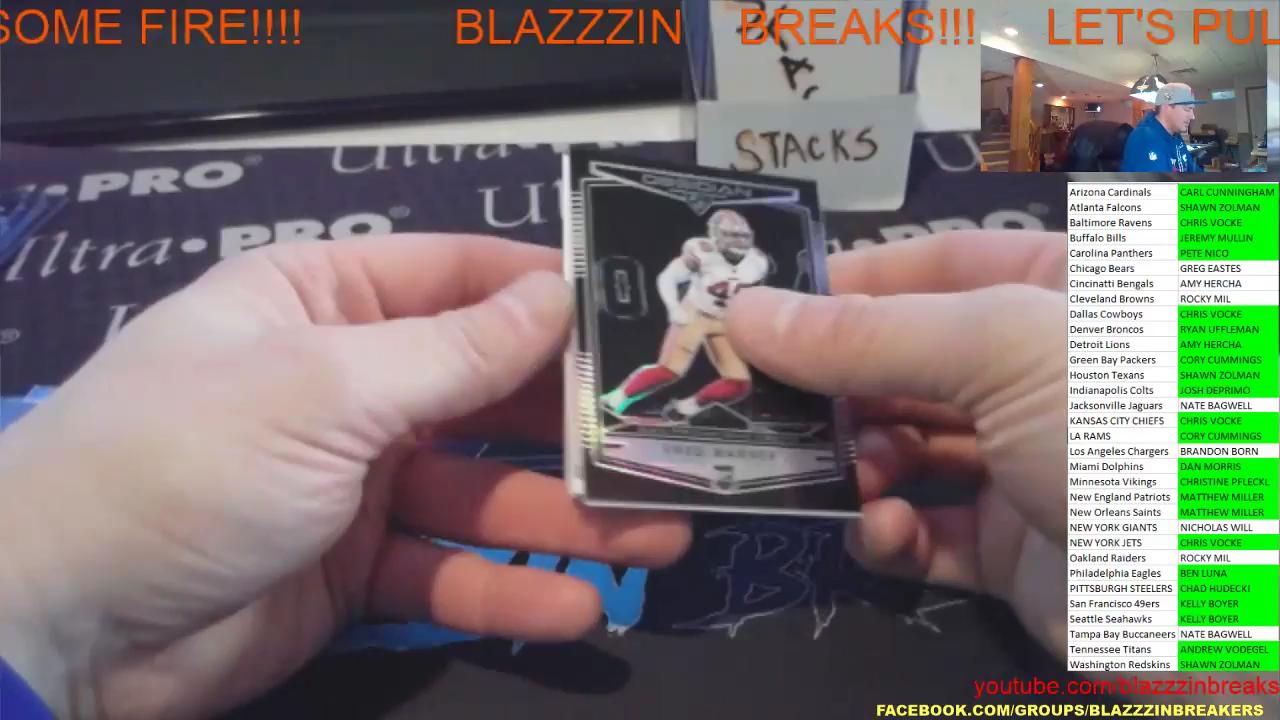 SOME FIRE!!!! BLAZZZIN BREAKS!!! LET'S PUL
STACKS
PRO
Ultra PRO
OBSIDIAN
FRED WARNER
Arizona Cardinals CARL CUNNINGHAM
Atlanta Falcons SHAWN ZOLMAN
Baltimore Ravens CHRIS VOCKE
Buffalo Bills JEREMY MULLIN
Carolina Panthers PETE NICO
Chicago Bears GREG EASTES
Cincinatti Bengals AMY HERCHA
Cleveland Browns ROCKY MIL
Dallas Cowboys CHRIS VOCKE
Denver Broncos RYAN UFFLEMAN
Detroit Lions AMY HERCHA
Green Bay Packers CORY CUMMINGS
Houston Texans SHAWN ZOLMAN
Indianapolis Colts JOSH DEPRIMO
Jacksonville Jaguars NATE BAGWELL
KANSAS CITY CHIEFS CHRIS VOCKE
LA RAMS CORY CUMMINGS
Los Angeles Chargers BRANDON BORN
Miami Dolphins DAN MORRIS
Minnesota Vikings CHRISTINE PFLECKL
New England Patriots MATTHEW MILLER
New Orleans Saints MATTHEW MILLER
NEW YORK GIANTS NICHOLAS WILL
NEW YORK JETS CHRIS VOCKE
Oakland Raiders ROCKY MIL
Philadelphia Eagles BEN LUNA
PITTSBURGH STEELERS CHAD HUDECKI
San Francisco 49ers KELLY BOYER
Seattle Seahawks KELLY BOYER
Tampa Bay Buccaneers NATE BAGWELL
Tennessee Titans ANDREW VODEGEL
Washington Redskins SHAWN ZOLMAN
youtube.com/blazzzinbreaks
FACEBOOK.COM/GROUPS/BLAZZZINBREAKERS